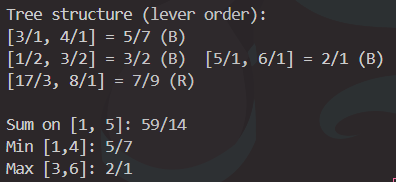 Tree structure (lever order):
[3/1, 4/1] = 5/7 (B)
[1/2, 3/2] = 3/2 (B)  [5/1, 6/1] = 2/1 (B)
[17/3, 8/1] = 7/9 (R)

Sum on [1, 5]: 59/14
Min [1,4]: 5/7
Max [3,6]: 2/1